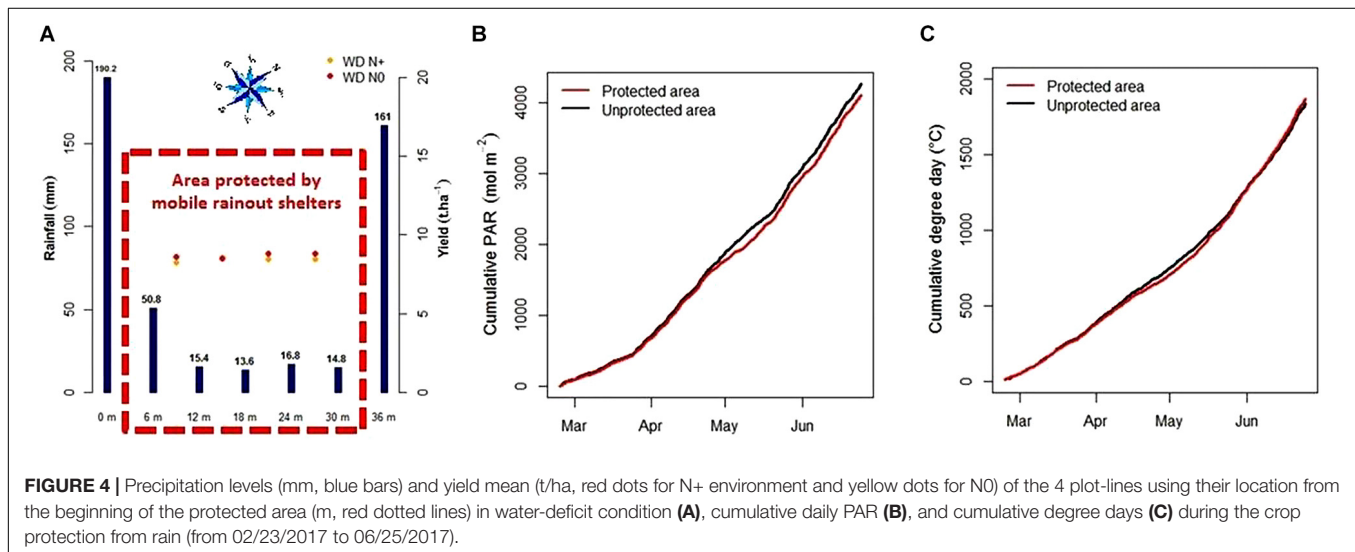 A
WD N+
WD N0
Rainfall (mm)
200
150
100
50
0
Yield (t.ha⁻¹)
20
15
10
5
0
190.2
161
Area protected by
mobile rainout shelters
50.8
15.4
13.6
16.8
14.8
0 m
6 m
12 m
18 m
24 m
30 m
36 m
B
Protected area
Unprotected area
Cumulative PAR (mol m⁻²)
4000
3000
2000
1000
0
Mar
Apr
May
Jun
C
Protected area
Unprotected area
Cumulative degree day (°C)
2000
1500
1000
500
0
Mar
Apr
May
Jun
FIGURE 4 | Precipitation levels (mm, blue bars) and yield mean (t/ha, red dots for N+ environment and yellow dots for N0) of the 4 plot-lines using their location from
the beginning of the protected area (m, red dotted lines) in water-deficit condition (A), cumulative daily PAR (B), and cumulative degree days (C) during the crop
protection from rain (from 02/23/2017 to 06/25/2017).